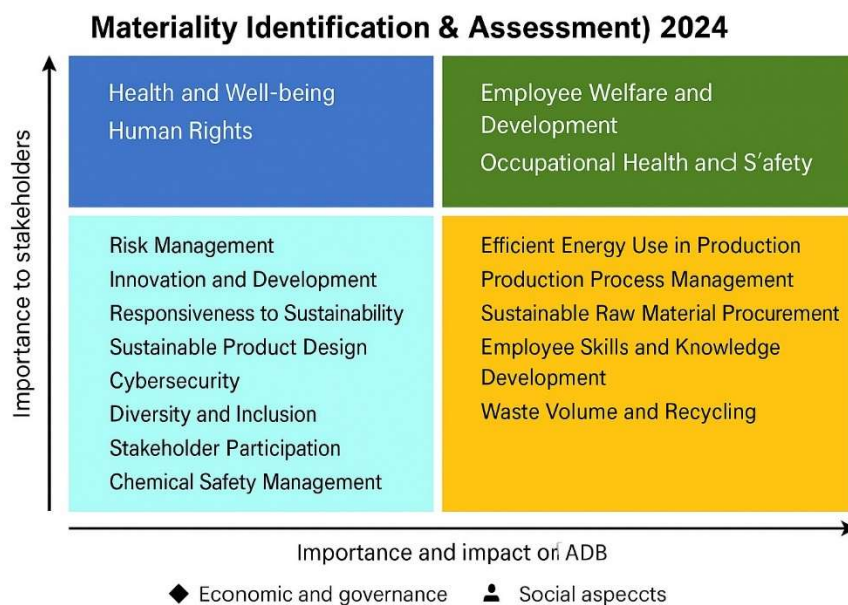 Materiality Identification & Assessment) 2024
Importance to stakeholders
Health and Well-being
Human Rights
Employee Welfare and
Development
Occupational Health and S'afety
Risk Management
Innovation and Development
Responsiveness to Sustainability
Sustainable Product Design
Cybersecurity
Diversity and Inclusion
Stakeholder Participation
Chemical Safety Management
Efficient Energy Use in Production
Production Process Management
Sustainable Raw Material Procurement
Employee Skills and Knowledge
Development
Waste Volume and Recycling
Importance and impact on ADB
Economic and governance
Social aspeccts